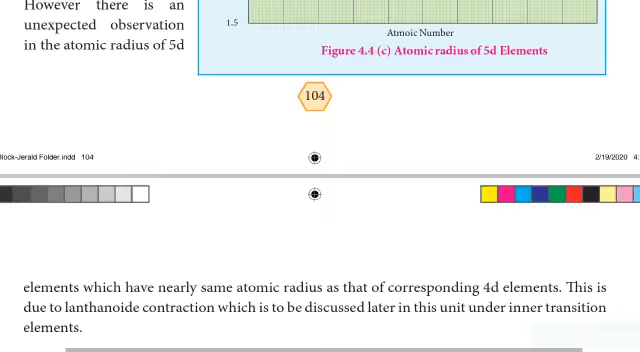 However there is an
unexpected observation
in the atomic radius of 5d
1.5
Atmoic Number
Figure 4.4 (c) Atomic radius of 5d Elements
104
Block-Jerald Folder.indd 104
2/19/2020 4:
elements which have nearly same atomic radius as that of corresponding 4d elements. This is
due to lanthanoide contraction which is to be discussed later in this unit under inner transition
elements.